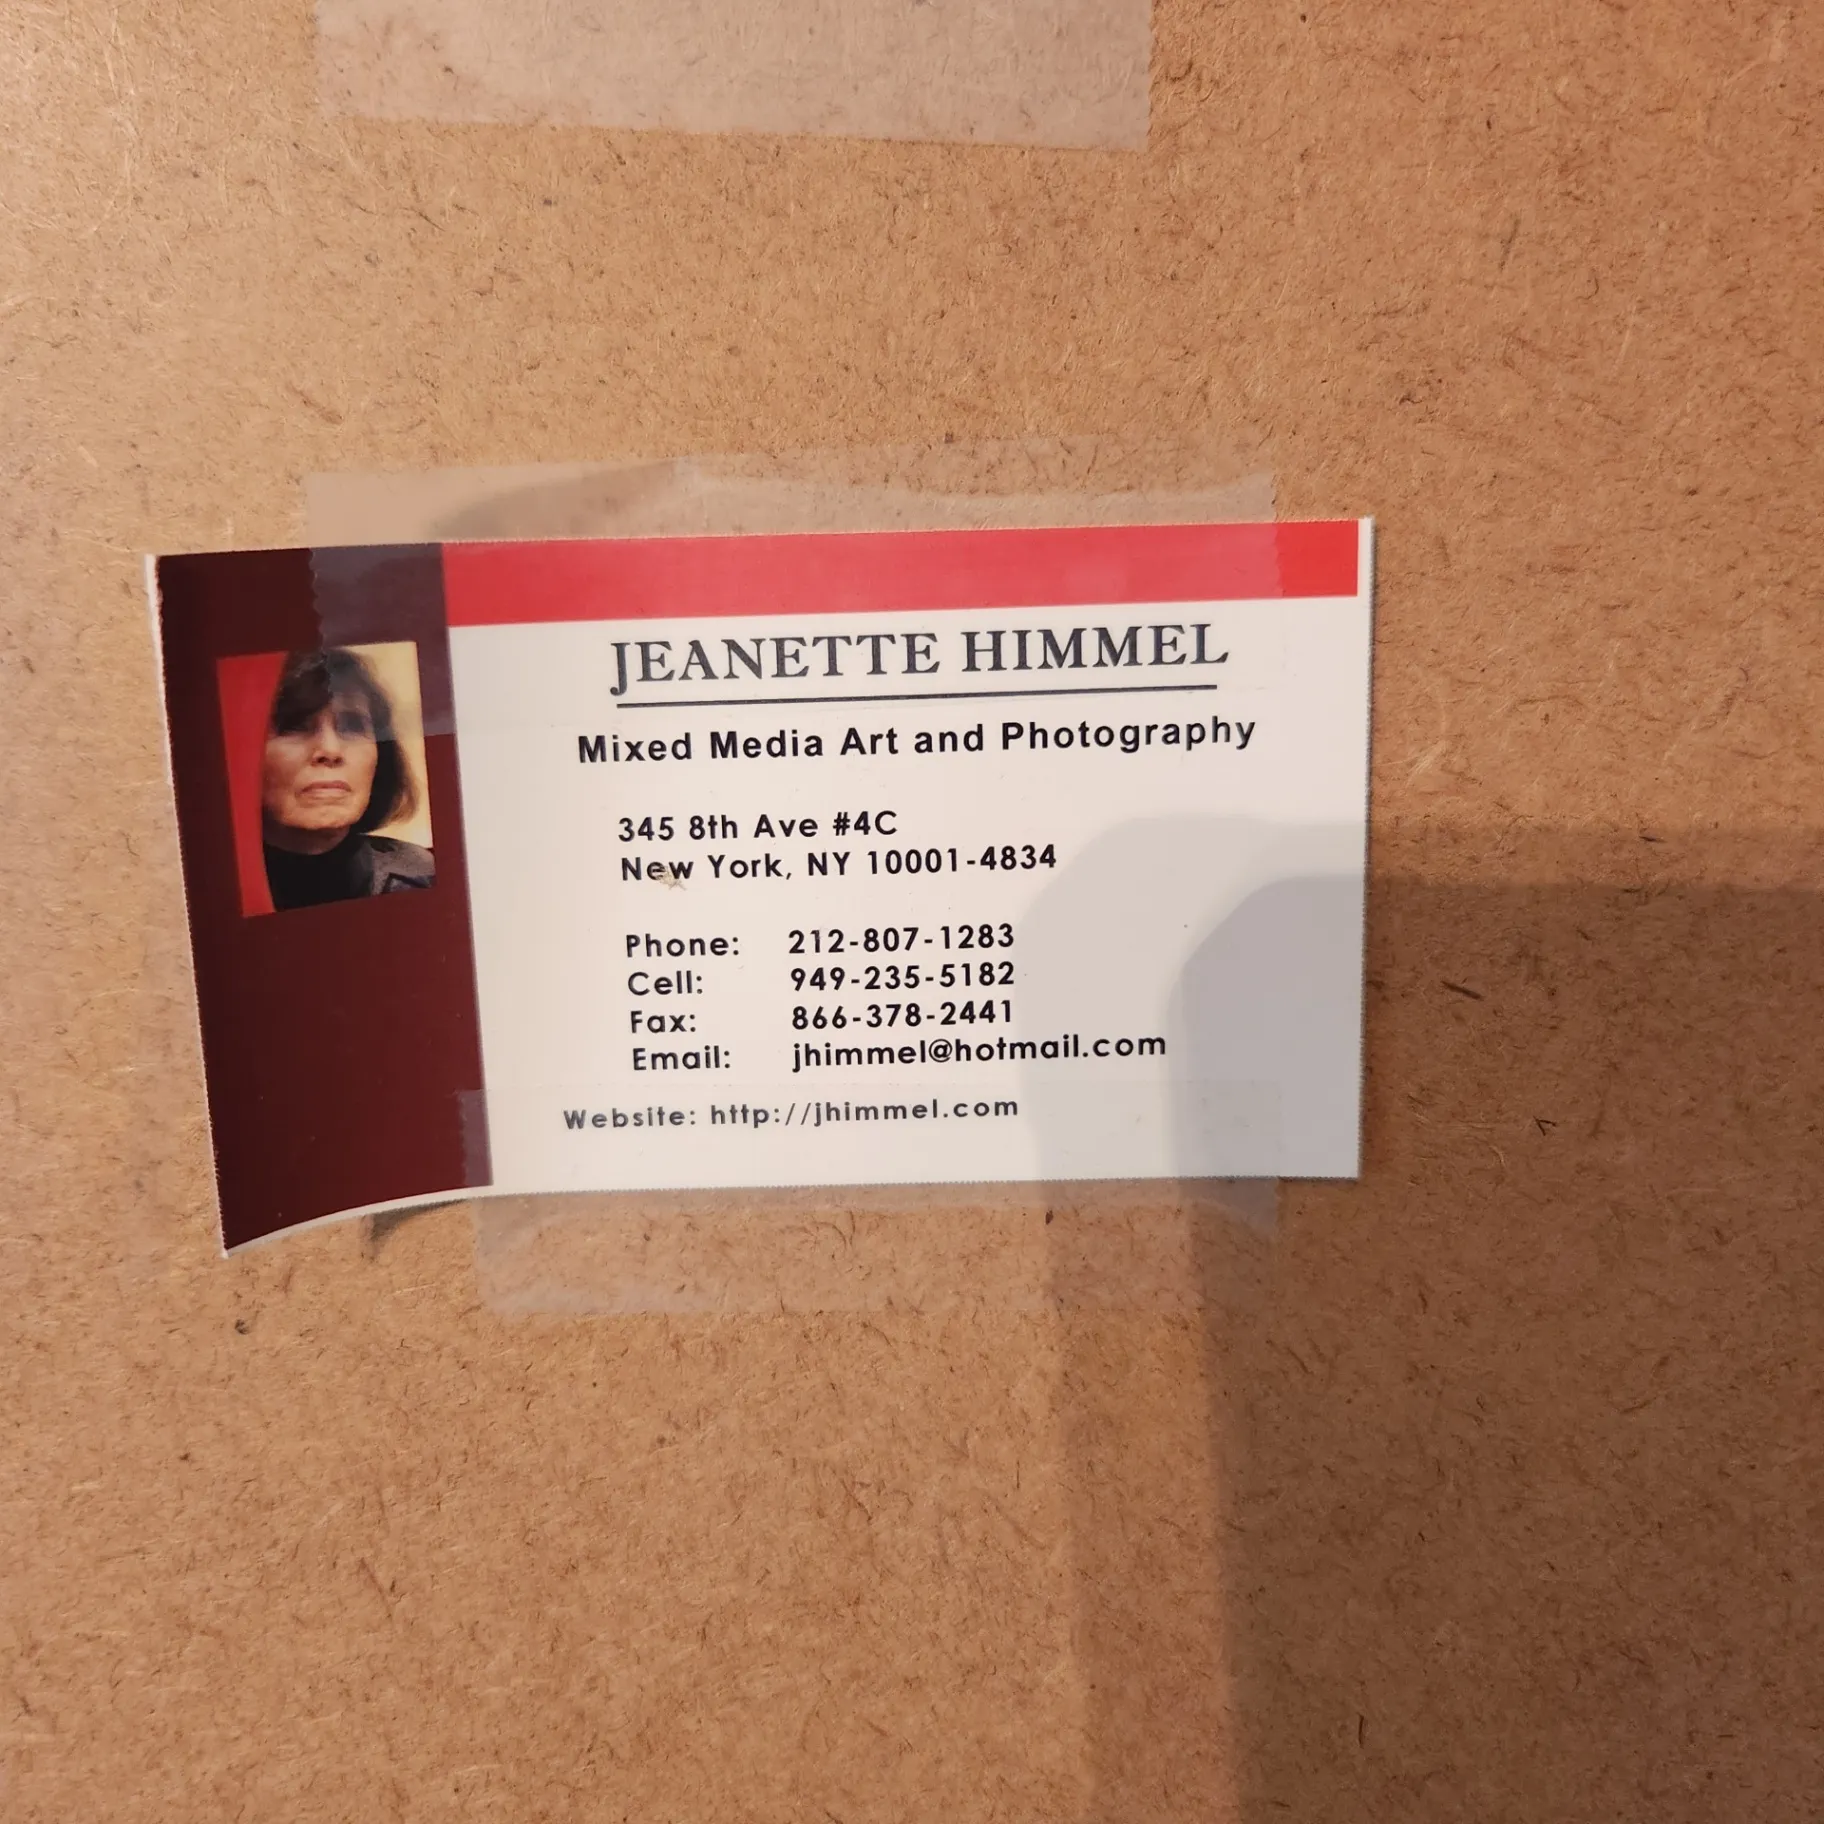 JEANETTE HIMMEL
Mixed Media Art and Photography
345 8th Ave #4C
New York, NY 10001-4834
Phone: 212-807-1283
Cell: 949-235-5182
Fax: 866-378-2441
Email: jhimmel@hotmail.com
Website: http://jhimmel.com